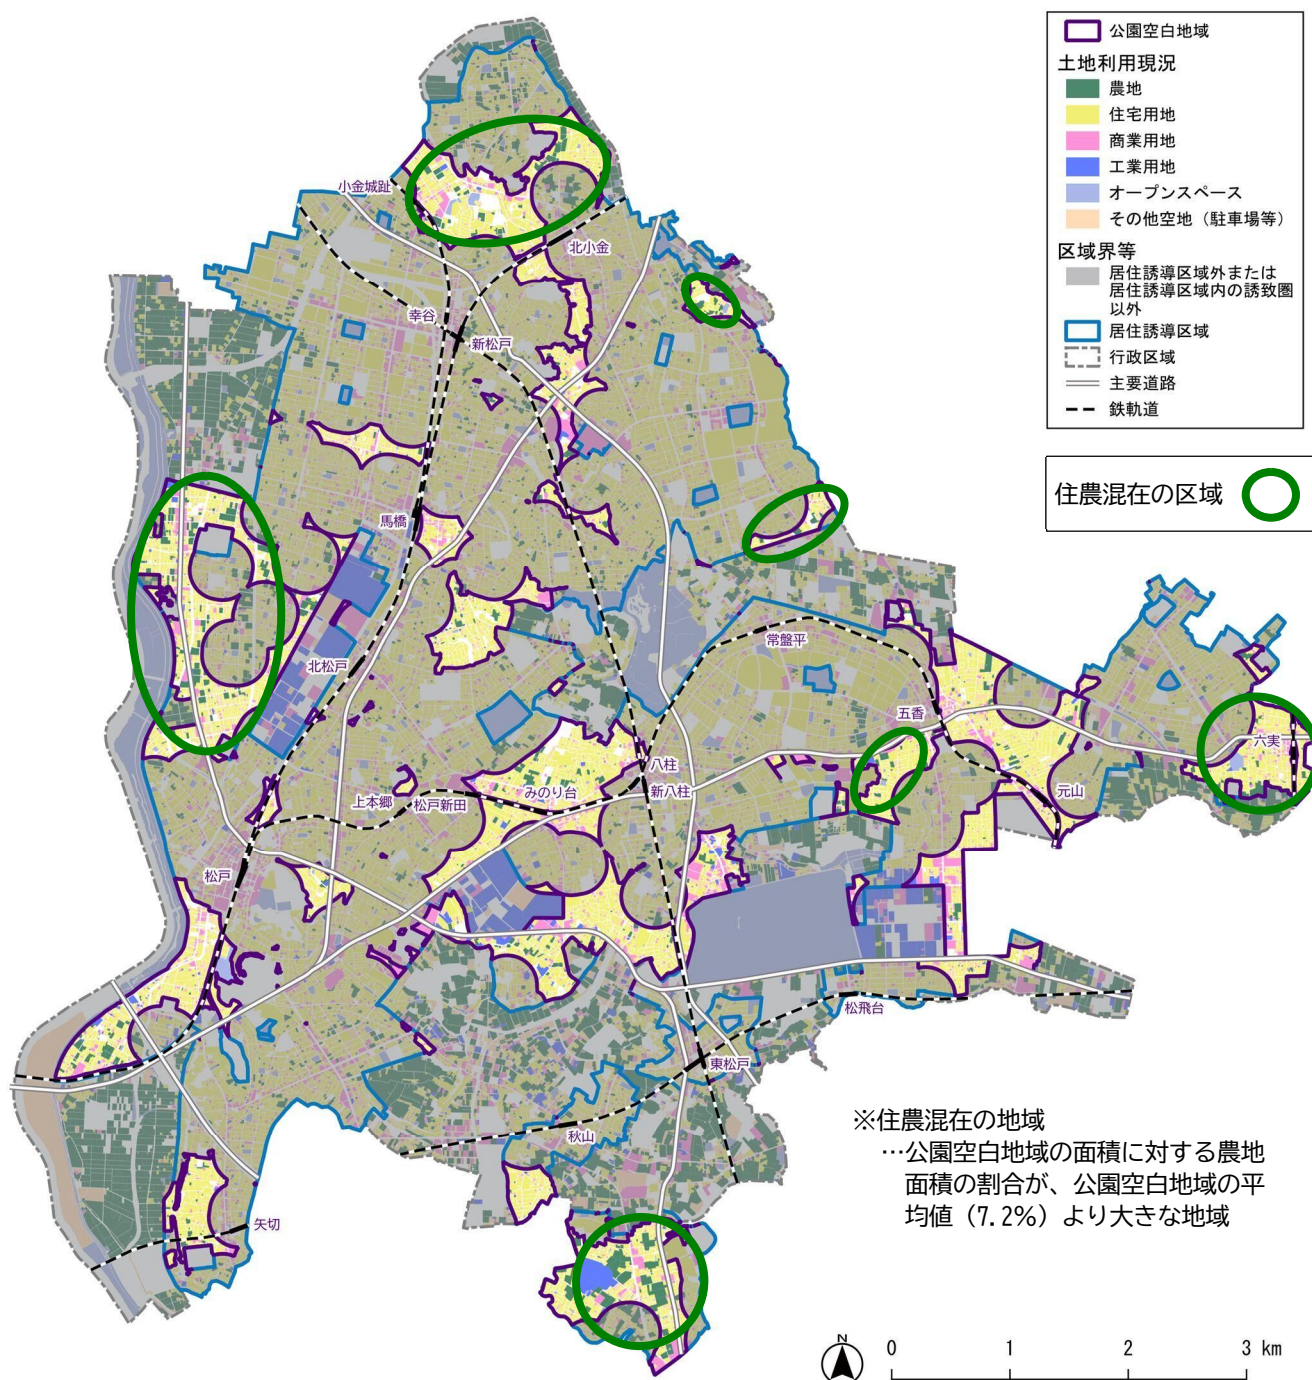 公園空白地域
土地利用現況
農地
住宅用地
商業用地
工業用地
オープンスペース
その他空地（駐車場等）
区域界等
居住誘導区域外または
居住誘導区域内の誘致圏
以外
居住誘導区域
行政区域
主要道路
鉄軌道
住農混在の区域
小金城趾
北小金
幸谷
新松戸
馬橋
北松戸
常盤平
五香
六実
元山
八柱
新八柱
みのり台
松戸新田
上本郷
松戸
松飛台
東松戸
秋山
矢切
※住農混在の地域
…公園空白地域の面積に対する農地
面積の割合が、公園空白地域の平
均値（7.2%）より大きな地域
N
0 1 2 3 km